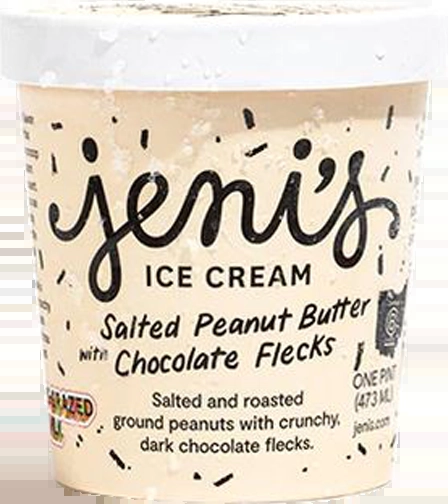 jeni's
ICE CREAM
Salted Peanut Butter
with Chocolate Flecks
Salted and roasted
ground peanuts with crunchy,
dark chocolate flecks.
ONE PINT
(473 ML)
jenis.com